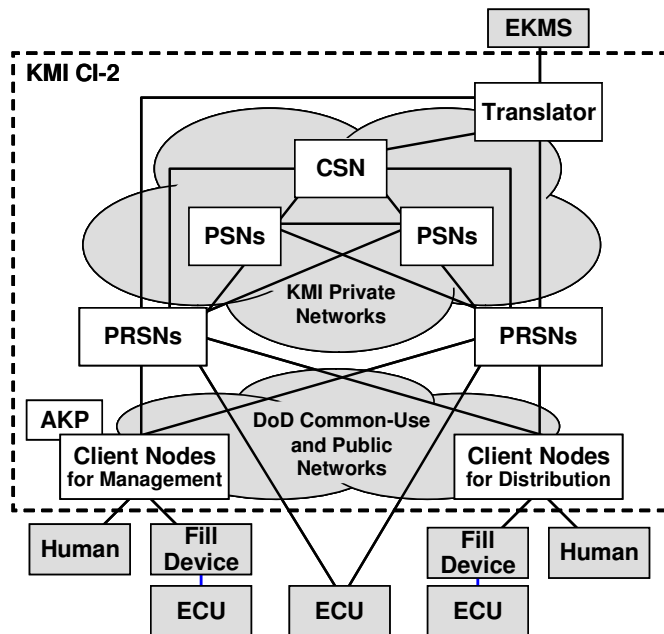 EKMS
KMI CI-2
Translator
CSN
PSNs
PSNs
KMI Private
Networks
PRSNs
PRSNs
AKP
DoD Common-Use
and Public
Networks
Client Nodes
for Management
Client Nodes
for Distribution
Human
Fill
Device
Fill
Device
Human
ECU
ECU
ECU